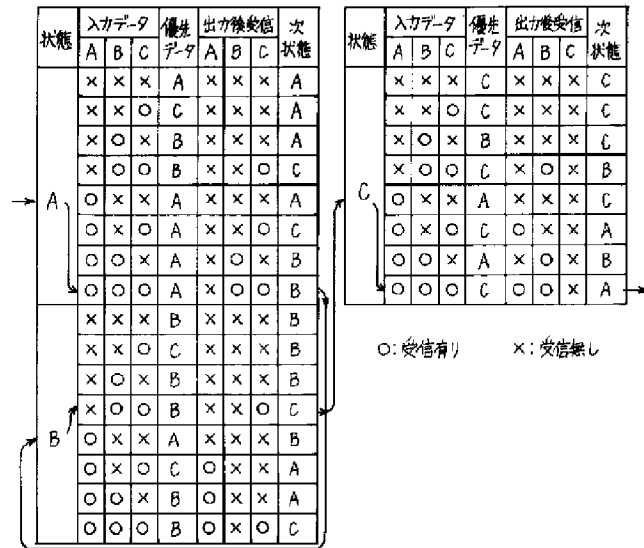 状態 入力データ 優先データ 出力後受信 次状態
A B C A B C
A
× × × A × × × A
× × ○ C × × × A
× ○ × B × × × A
× ○ ○ B × × ○ C
○ × × A × × × A
○ × ○ A × × ○ C
○ ○ × A × ○ × B
○ ○ ○ A × ○ ○ B
B
× × × B × × × B
× × ○ C × × × B
× ○ × B × × × B
× ○ ○ B × × ○ C
○ × × A × × × B
○ × ○ C ○ × × A
○ ○ × B ○ × × A
○ ○ ○ B ○ × ○ C
状態 入力データ 優先データ 出力後受信 次状態
A B C A B C
C
× × × C × × × C
× × ○ C × × × C
× ○ × B × × × C
× ○ ○ C × ○ × B
○ × × A × × × C
○ × ○ C ○ × × A
○ ○ × A × ○ × B
○ ○ ○ C ○ ○ × A
○:受信有り ×:受信無し